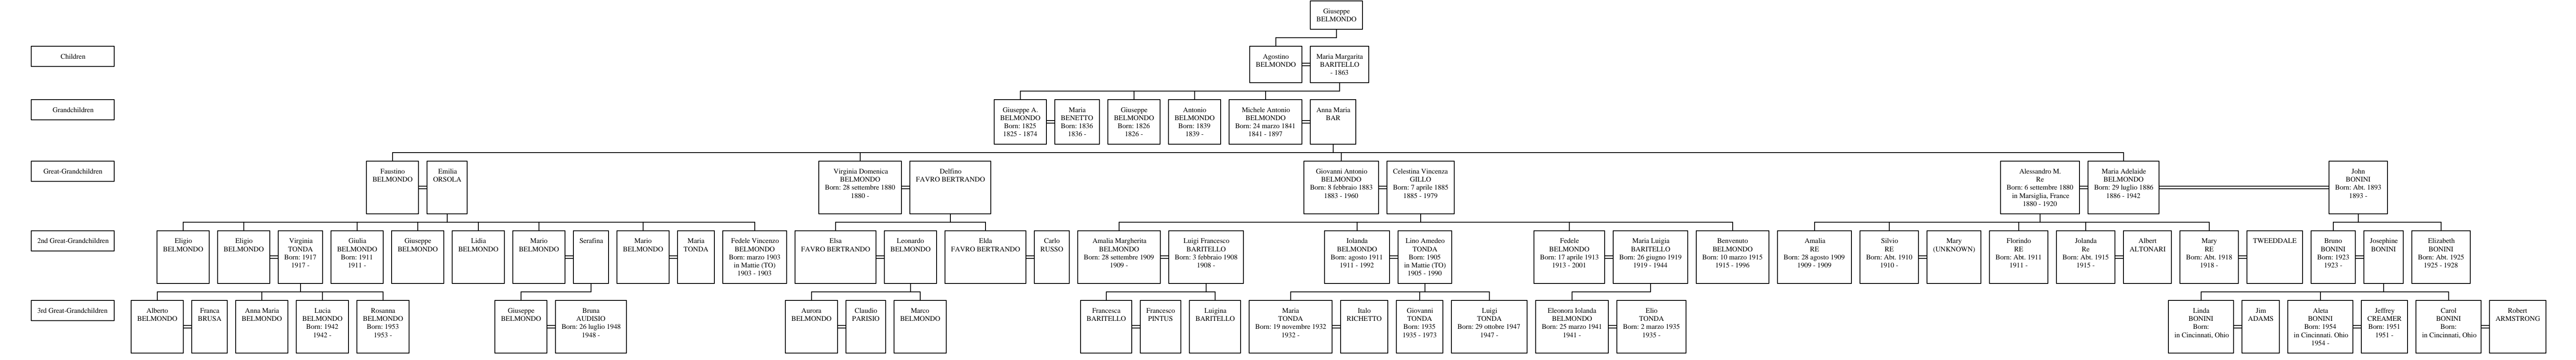 Giuseppe
BELMONDO
Children
Agostino
BELMONDO
Maria Margarita
BARITELLO
- 1863
Grandchildren
Giuseppe A.
BELMONDO
Born: 1825
1825 - 1874
Maria
BENETTO
Born: 1836
1836 -
Giuseppe
BELMONDO
Born: 1826
1826 -
Antonio
BELMONDO
Born: 1839
1839 -
Michele Antonio
BELMONDO
Born: 24 marzo 1841
1841 - 1897
Anna Maria
BAR
Great-Grandchildren
Faustino
BELMONDO
Emilia
ORSOLA
Virginia Domenica
BELMONDO
Born: 28 settembre 1880
1880 -
Delfino
FAVRO BERTRANDO
Giovanni Antonio
BELMONDO
Born: 8 febbraio 1883
1883 - 1960
Celestina Vincenza
GILLO
Born: 7 aprile 1885
1885 - 1979
Alessandro M.
Re
Born: 6 settembre 1880
in Marsiglia, France
1880 - 1920
Maria Adelaide
BELMONDO
Born: 29 luglio 1886
1886 - 1942
John
BONINI
Born: Abt. 1893
1893 -
2nd Great-Grandchildren
Eligio
BELMONDO
Eligio
BELMONDO
Virginia
TONDA
Born: 1917
1917 -
Giulia
BELMONDO
Born: 1911
1911 -
Giuseppe
BELMONDO
Lidia
BELMONDO
Mario
BELMONDO
Serafina
Mario
BELMONDO
Maria
TONDA
Fedele Vincenzo
BELMONDO
Born: marzo 1903
in Mattie (TO)
1903 - 1903
Elsa
FAVRO BERTRANDO
Leonardo
BELMONDO
Elda
FAVRO BERTRANDO
Carlo
RUSSO
Amalia Margherita
BELMONDO
Born: 28 settembre 1909
1909 -
Luigi Francesco
BARITELLO
Born: 3 febbraio 1908
1908 -
Iolanda
BELMONDO
Born: agosto 1911
1911 - 1992
Lino Amedeo
TONDA
Born: 1905
in Mattie (TO)
1905 - 1990
Fedele
BELMONDO
Born: 17 aprile 1913
1913 - 2001
Maria Luigia
BARITELLO
Born: 26 giugno 1919
1919 - 1944
Benvenuto
BELMONDO
Born: 10 marzo 1915
1915 - 1996
Amalia
RE
Born: 28 agosto 1909
1909 - 1909
Silvio
RE
Born: Abt. 1910
1910 -
Mary
(UNKNOWN)
Florindo
RE
Born: Abt. 1911
1911 -
Jolanda
Re
Born: Abt. 1915
1915 -
Albert
ALTONARI
Mary
RE
Born: Abt. 1918
1918 -
TWEEDDALE
Bruno
BONINI
Born: 1923
1923 -
Josephine
BONINI
Elizabeth
BONINI
Born: Abt. 1925
1925 - 1928
3rd Great-Grandchildren
Alberto
BELMONDO
Franca
BRUSA
Anna Maria
BELMONDO
Lucia
BELMONDO
Born: 1942
1942 -
Rosanna
BELMONDO
Born: 1953
1953 -
Giuseppe
BELMONDO
Bruna
AUDISIO
Born: 26 luglio 1948
1948 -
Aurora
BELMONDO
Claudio
PARISIO
Marco
BELMONDO
Francesca
BARITELLO
Francesco
PINTUS
Luigina
BARITELLO
Maria
TONDA
Born: 19 novembre 1932
1932 -
Italo
RICHETTO
Giovanni
TONDA
Born: 1935
1935 - 1973
Luigi
TONDA
Born: 29 ottobre 1947
1947 -
Eleonora Iolanda
BELMONDO
Born: 25 marzo 1941
1941 -
Elio
TONDA
Born: 2 marzo 1935
1935 -
Linda
BONINI
Born:
in Cincinnati, Ohio
Jim
ADAMS
Aleta
BONINI
Born: 1954
in Cincinnati, Ohio
1954 -
Jeffrey
CREAMER
Born: 1951
1951 -
Carol
BONINI
Born:
in Cincinnati, Ohio
Robert
ARMSTRONG